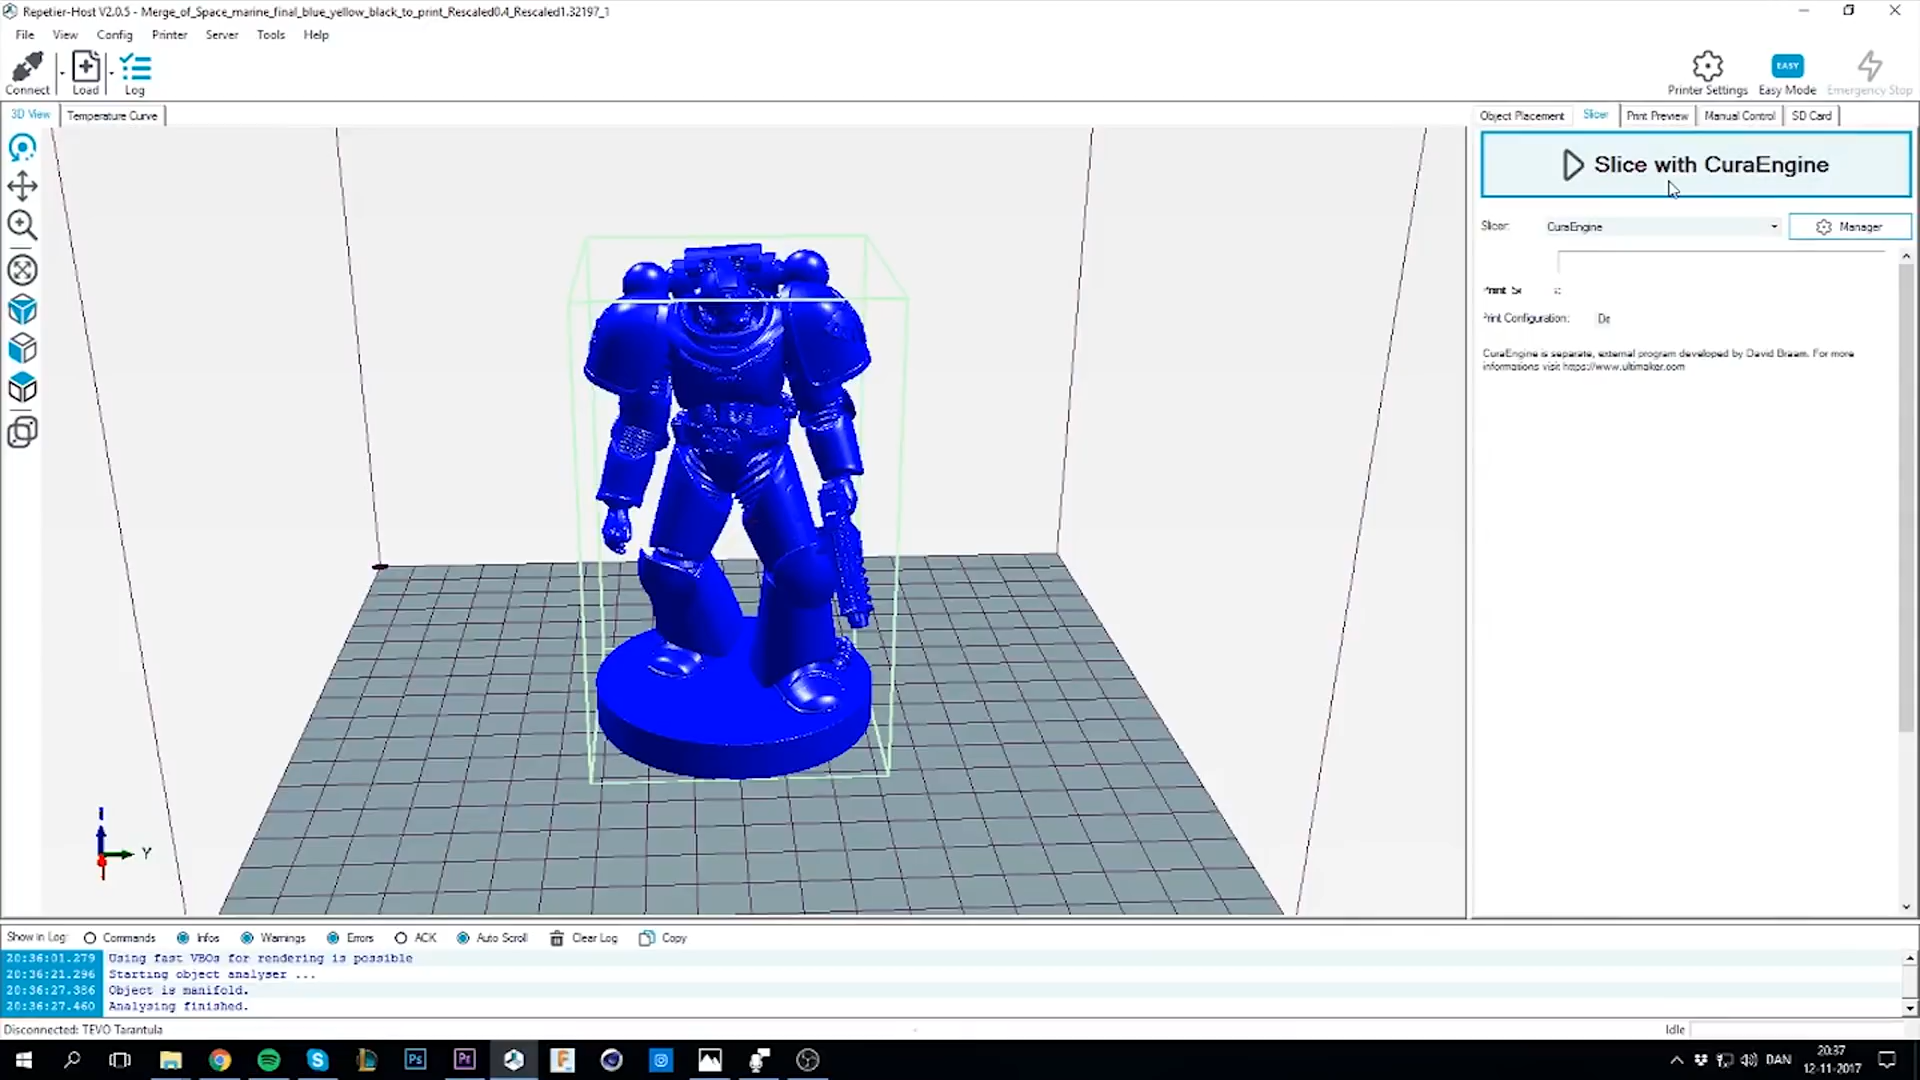 Repetier-Host V2.0.5 - Merge_of_Space_marine_final_blue_yellow_black_to_print_Rescaled0.4_Rescaled1.32197_1
File View Config Printer Server Tools Help
Connect Load Log
EASY
Printer Settings Easy Mode Emergency Stop
3D View Temperature Curve
Object Placement Slicer Print Preview Manual Control SD Card
Slice with CuraEngine
Slicer: CuraEngine Manager
Print
Print Configuration: De
CuraEngine is separate, external program developed by David Braam. For more
informations visit https://www.ultimaker.com
Y
Show in Log: Commands Infos Warnings Errors ACK Auto Scroll Clear Log Copy
20:36:01.279 Using fast VBOs for rendering is possible
20:36:21.296 Starting object analyser ...
20:36:27.386 Object is manifold.
20:36:27.460 Analysing finished.
Disconnected: TEVO Tarantula
Idle
Ps
Pr
DAN
20:37
12-11-2017